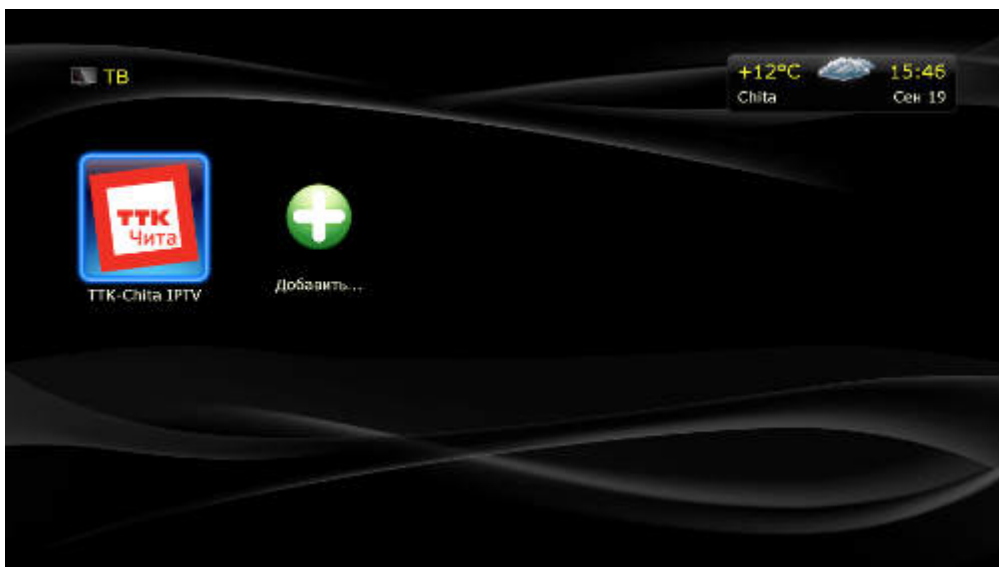 ТВ
+12°C 15:46
Chita Сен 19
ТТК
Чита
TTK-Chita IPTV
Добавить...